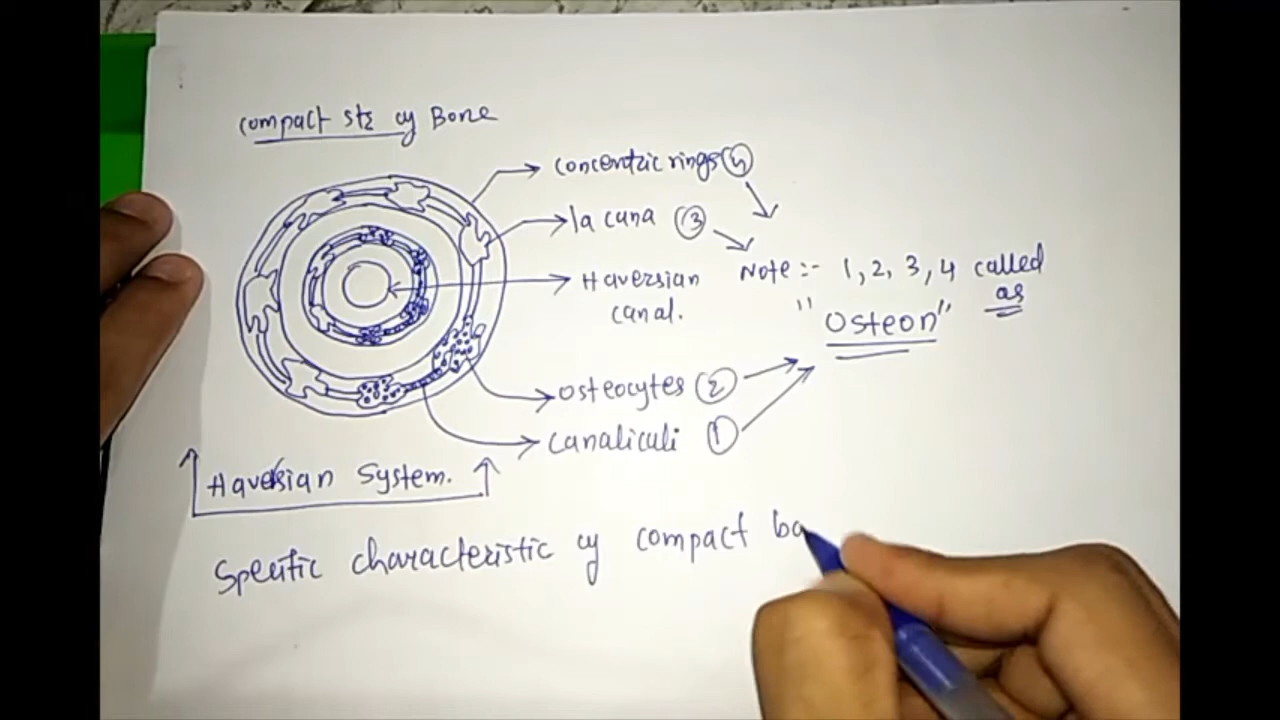 compact str of Bone
concentric rings 4
la cuna 3
Haversian
canal.
Note :- 1, 2, 3, 4 called
as
"Osteon"
osteocytes 2
canaliculi 1
Haversian System.
Specific characteristic of compact bo